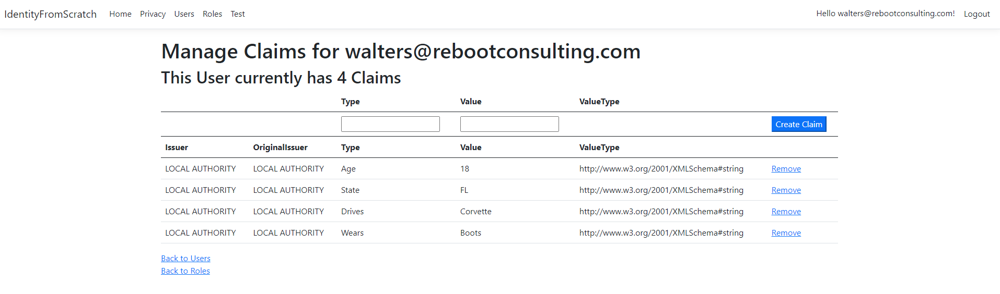 IdentityFromScratch Home Privacy Users Roles Test Hello walters@rebootconsulting.com! Logout
Manage Claims for walters@rebootconsulting.com
This User currently has 4 Claims
Type Value ValueType
Create Claim
Issuer OriginalIssuer Type Value ValueType
LOCAL AUTHORITY LOCAL AUTHORITY Age 18 http://www.w3.org/2001/XMLSchema#string Remove
LOCAL AUTHORITY LOCAL AUTHORITY State FL http://www.w3.org/2001/XMLSchema#string Remove
LOCAL AUTHORITY LOCAL AUTHORITY Drives Corvette http://www.w3.org/2001/XMLSchema#string Remove
LOCAL AUTHORITY LOCAL AUTHORITY Wears Boots http://www.w3.org/2001/XMLSchema#string Remove
Back to Users
Back to Roles